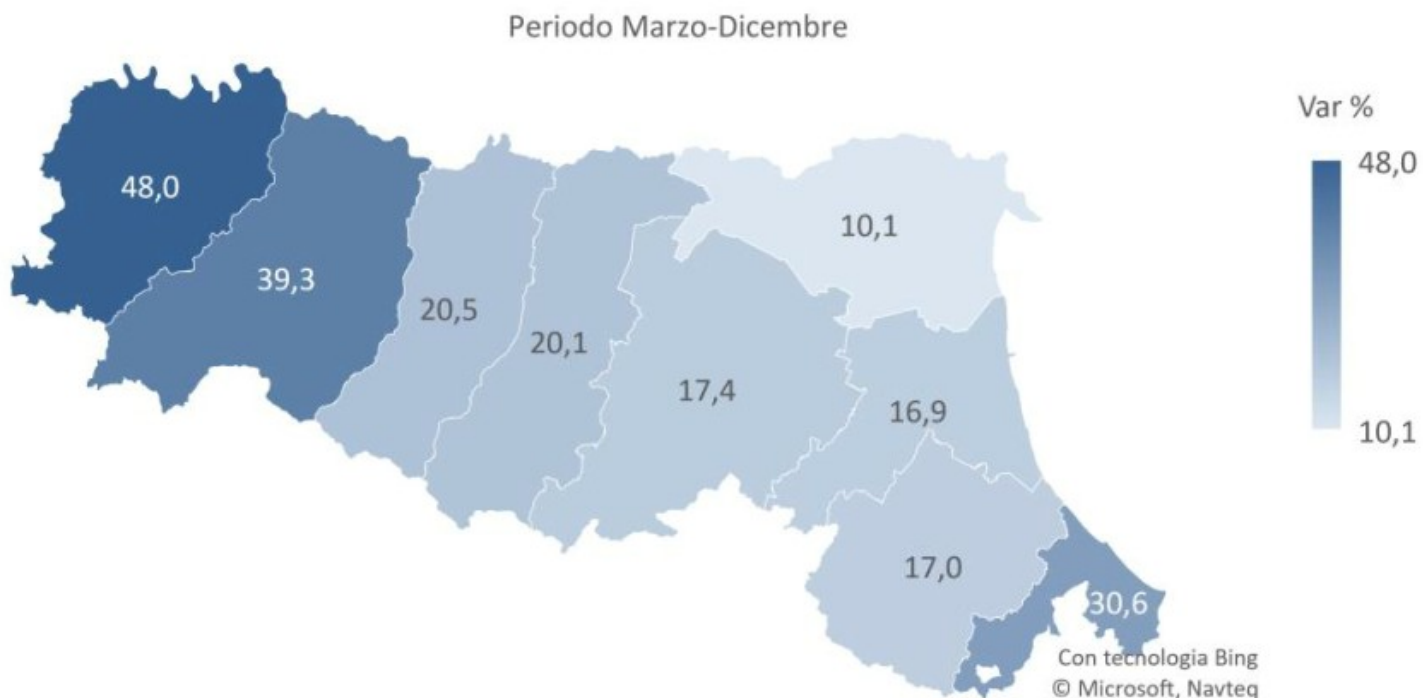 Periodo Marzo-Dicembre
Var %
48,0
10,1
48,0
39,3
20,5
20,1
17,4
10,1
16,9
17,0
30,6
Con tecnologia Bing
© Microsoft, Navteq